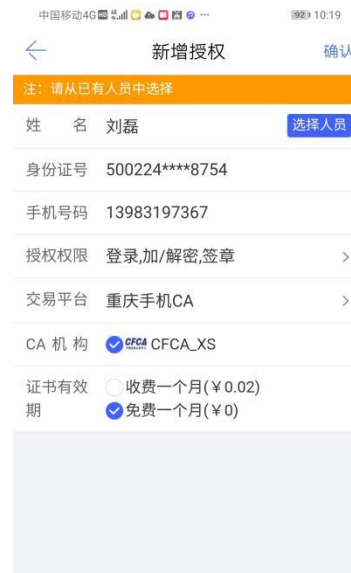 中国移动4G HD 4G ... 92 10:19
新增授权 确认
注：请从已有人员中选择
姓 名 刘磊 选择人员
身份证号 500224****8754
手机号码 13983197367
授权权限 登录,加/解密,签章
交易平台 重庆手机CA
CA 机 构 CFCA CFCA_XS
证书有效期 收费一个月(￥0.02)
免费一个月(￥0)